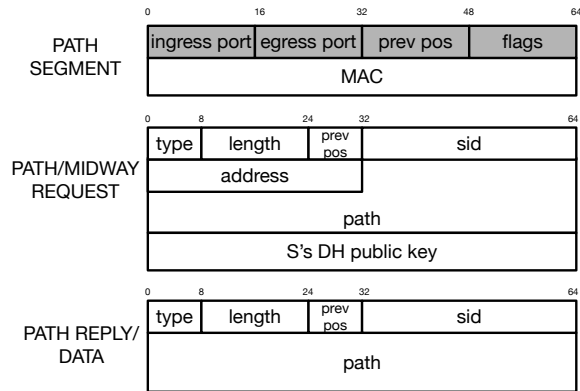 0 16 32 48 64
PATH SEGMENT
ingress port egress port prev pos flags
MAC
0 8 24 32 64
PATH/MIDWAY REQUEST
type length prev pos sid
address
path
S's DH public key
0 8 24 32 64
PATH REPLY/ DATA
type length prev pos sid
path